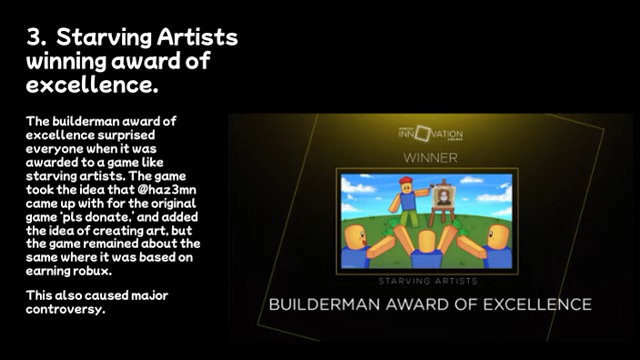 3. Starving Artists
winning award of
excellence.
The builderman award of
excellence surprised
everyone when it was
awarded to a game like
starving artists. The game
took the idea that @haz3mn
came up with for the original
game 'pls donate,' and added
the idea of creating art, but
the game remained about the
same where it was based on
earning robux.
This also caused major
controversy.
INNOVATION
WINNER
STARVING ARTISTS
BUILDERMAN AWARD OF EXCELLENCE